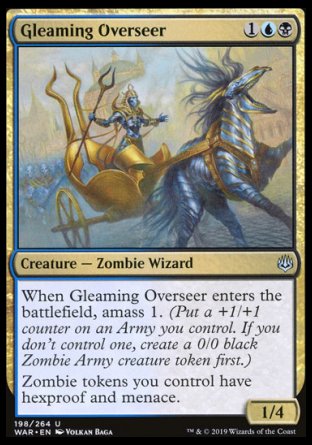 Gleaming Overseer 1
Creature — Zombie Wizard
When Gleaming Overseer enters the
battlefield, amass 1. (Put a +1/+1
counter on an Army you control. If you
don't control one, create a 0/0 black
Zombie Army creature token first.)
Zombie tokens you control have
hexproof and menace.
1/4
198/264 U
WAR • EN Volkan Baga
™ & © 2019 Wizards of the Coast